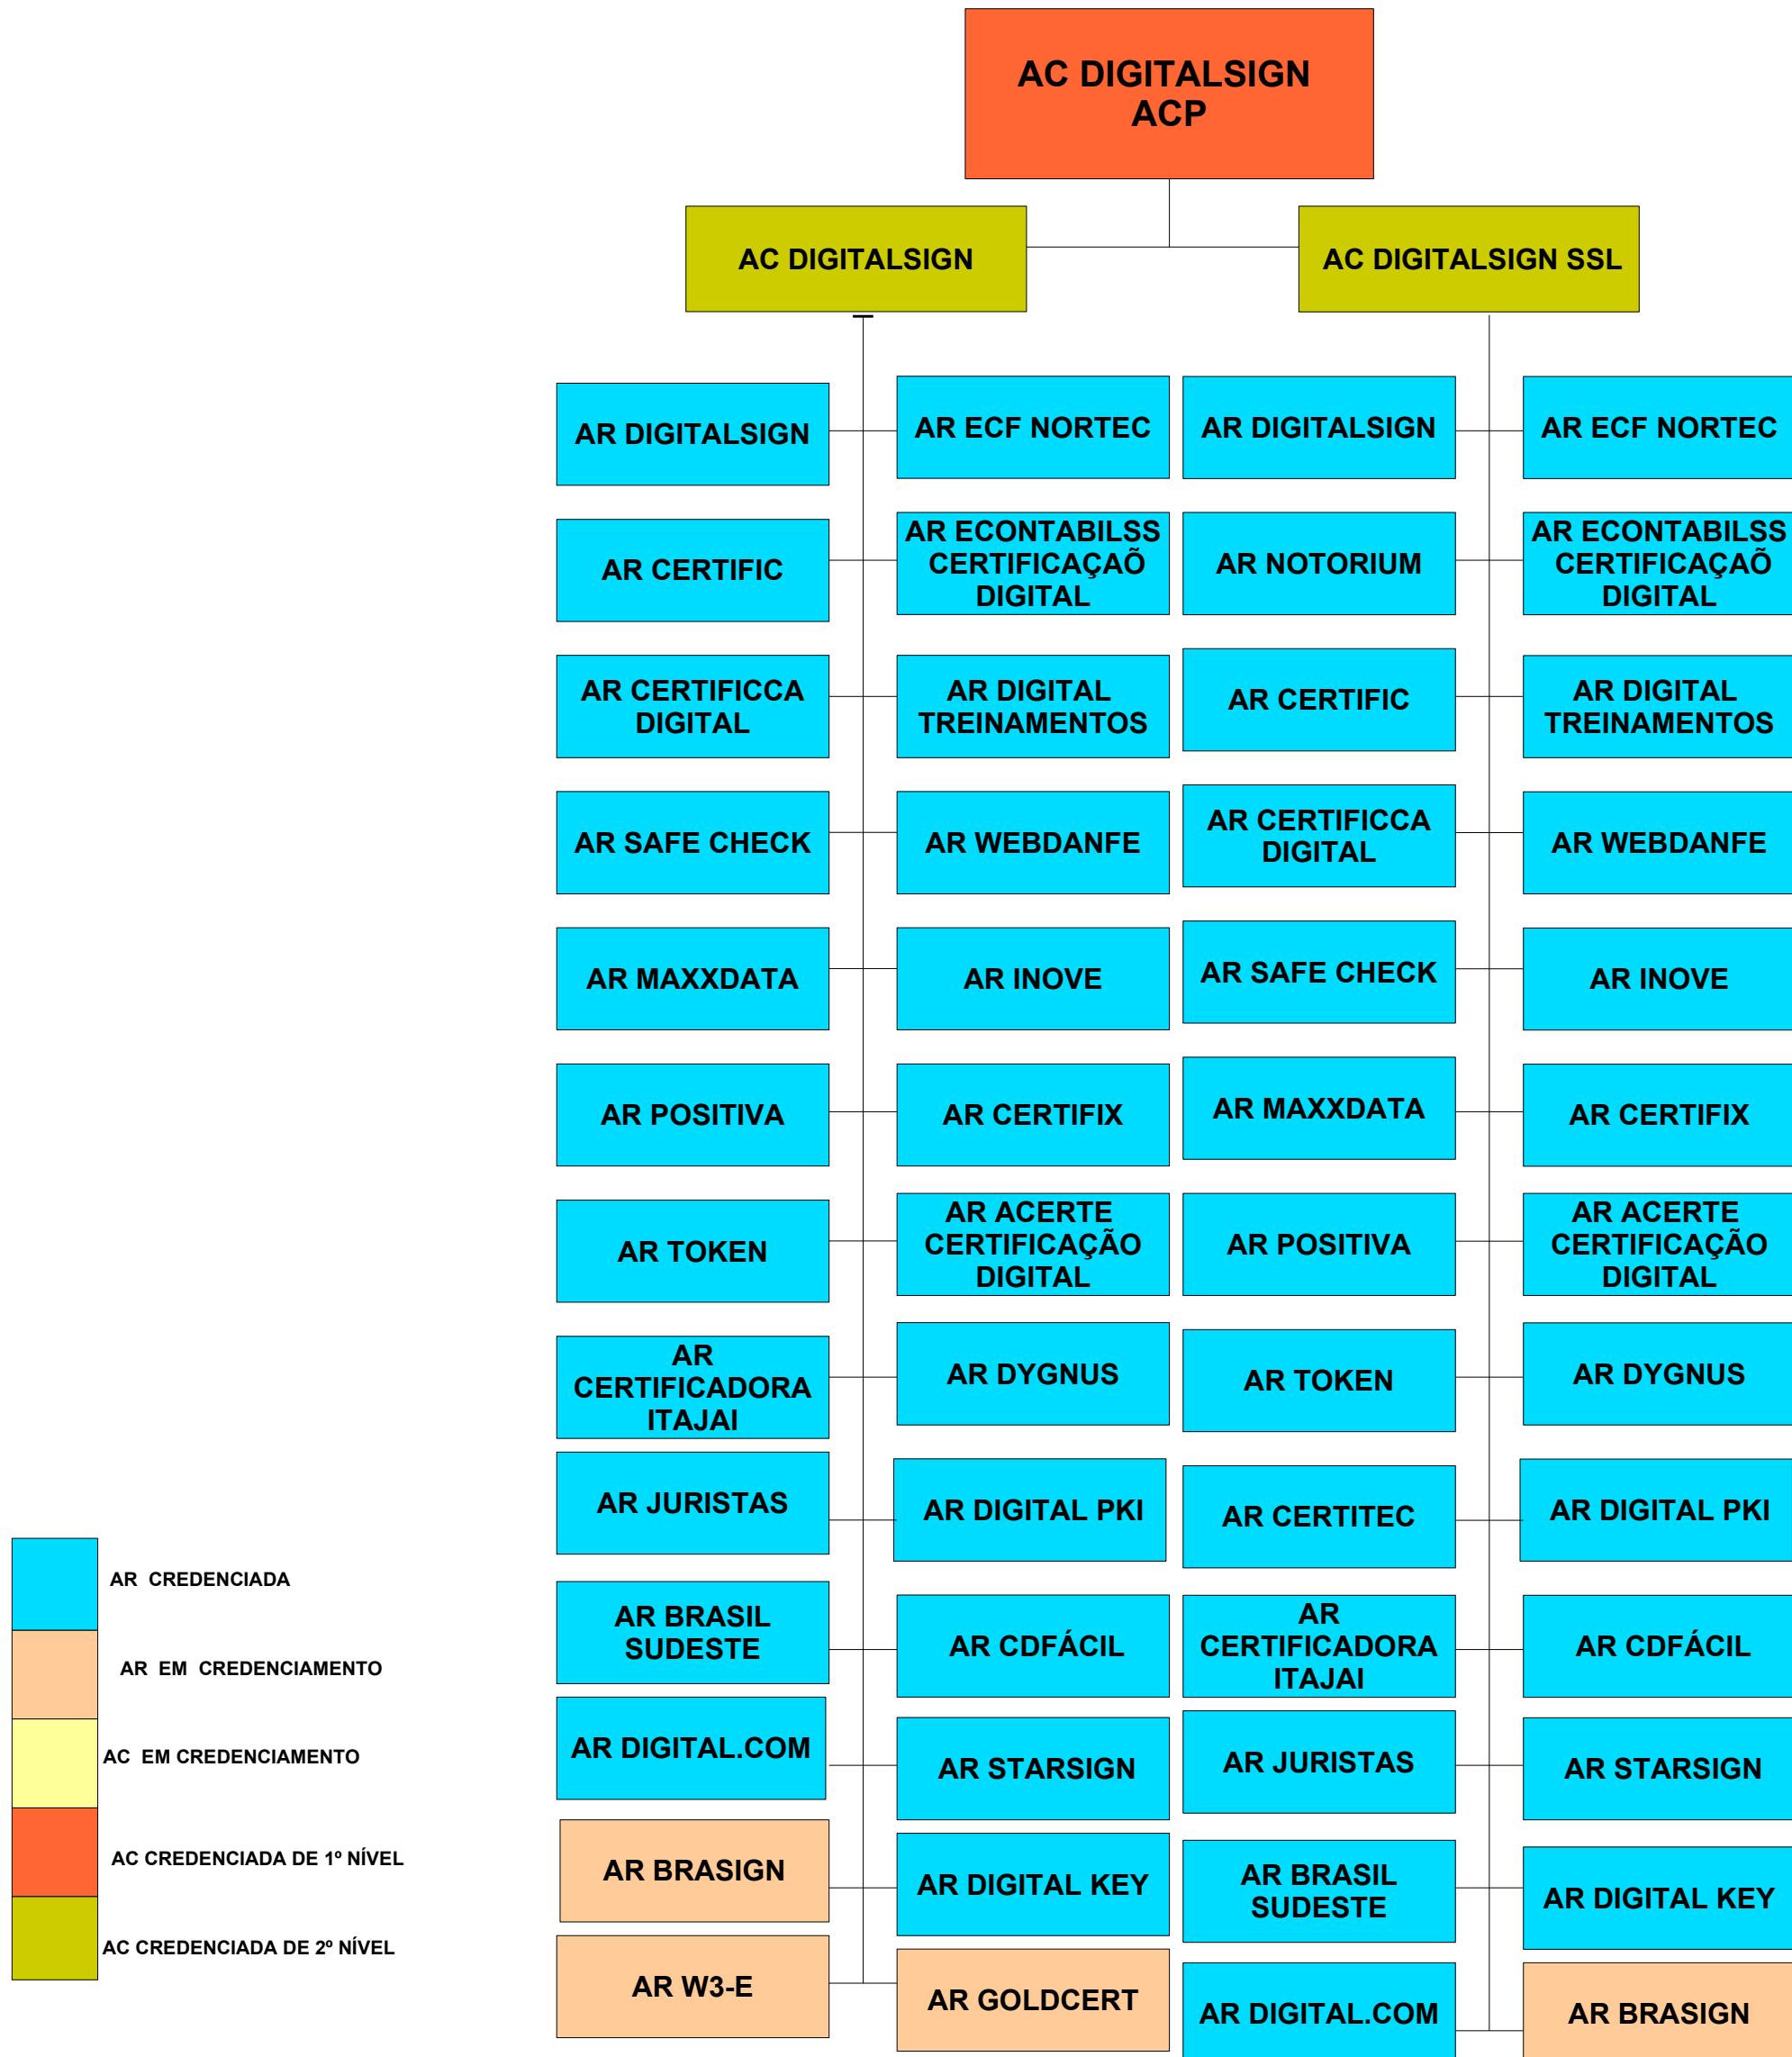 AC DIGITALSIGN
ACP
AC DIGITALSIGN
AC DIGITALSIGN SSL
AR DIGITALSIGN
AR ECF NORTEC
AR DIGITALSIGN
AR ECF NORTEC
AR CERTIFIC
AR ECONTABILSS
CERTIFICAÇAÕ
DIGITAL
AR NOTORIUM
AR ECONTABILSS
CERTIFICAÇAÕ
DIGITAL
AR CERTIFICCA
DIGITAL
AR DIGITAL
TREINAMENTOS
AR CERTIFIC
AR DIGITAL
TREINAMENTOS
AR SAFE CHECK
AR WEBDANFE
AR CERTIFICCA
DIGITAL
AR WEBDANFE
AR MAXXDATA
AR INOVE
AR SAFE CHECK
AR INOVE
AR POSITIVA
AR CERTIFIX
AR MAXXDATA
AR CERTIFIX
AR TOKEN
AR ACERTE
CERTIFICAÇÃO
DIGITAL
AR POSITIVA
AR ACERTE
CERTIFICAÇÃO
DIGITAL
AR
CERTIFICADORA
ITAJAI
AR DYGNUS
AR TOKEN
AR DYGNUS
AR JURISTAS
AR DIGITAL PKI
AR CERTITEC
AR DIGITAL PKI
AR BRASIL
SUDESTE
AR CDFÁCIL
AR
CERTIFICADORA
ITAJAI
AR CDFÁCIL
AR DIGITAL.COM
AR STARSIGN
AR JURISTAS
AR STARSIGN
AR BRASIGN
AR DIGITAL KEY
AR BRASIL
SUDESTE
AR DIGITAL KEY
AR W3-E
AR GOLDCERT
AR DIGITAL.COM
AR BRASIGN
AR CREDENCIADA
AR EM CREDENCIAMENTO
AC EM CREDENCIAMENTO
AC CREDENCIADA DE 1º NÍVEL
AC CREDENCIADA DE 2º NÍVEL